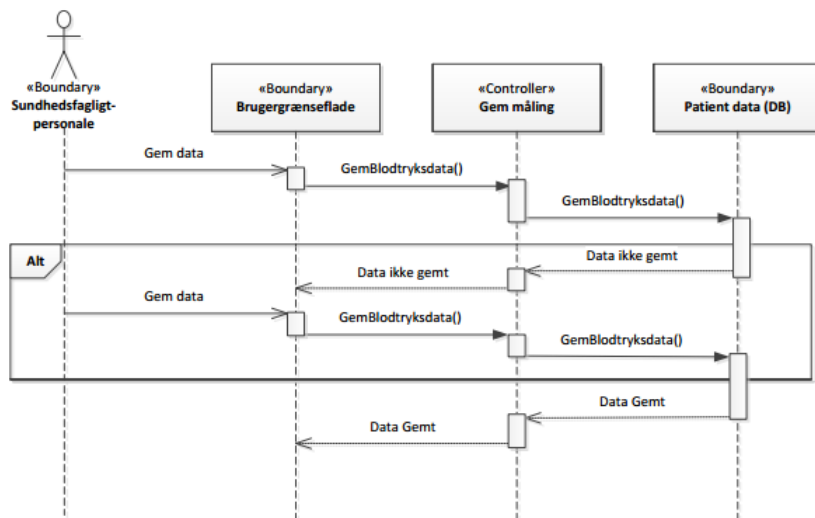 «Boundary»
Sundhedsfagligt-
personale
«Boundary»
Brugergrænseflade
«Controller»
Gem måling
«Boundary»
Patient data (DB)
Gem data
GemBlodtryksdata()
GemBlodtryksdata()
Alt
Data ikke gemt
Data ikke gemt
Gem data
GemBlodtryksdata()
GemBlodtryksdata()
Data Gemt
Data Gemt